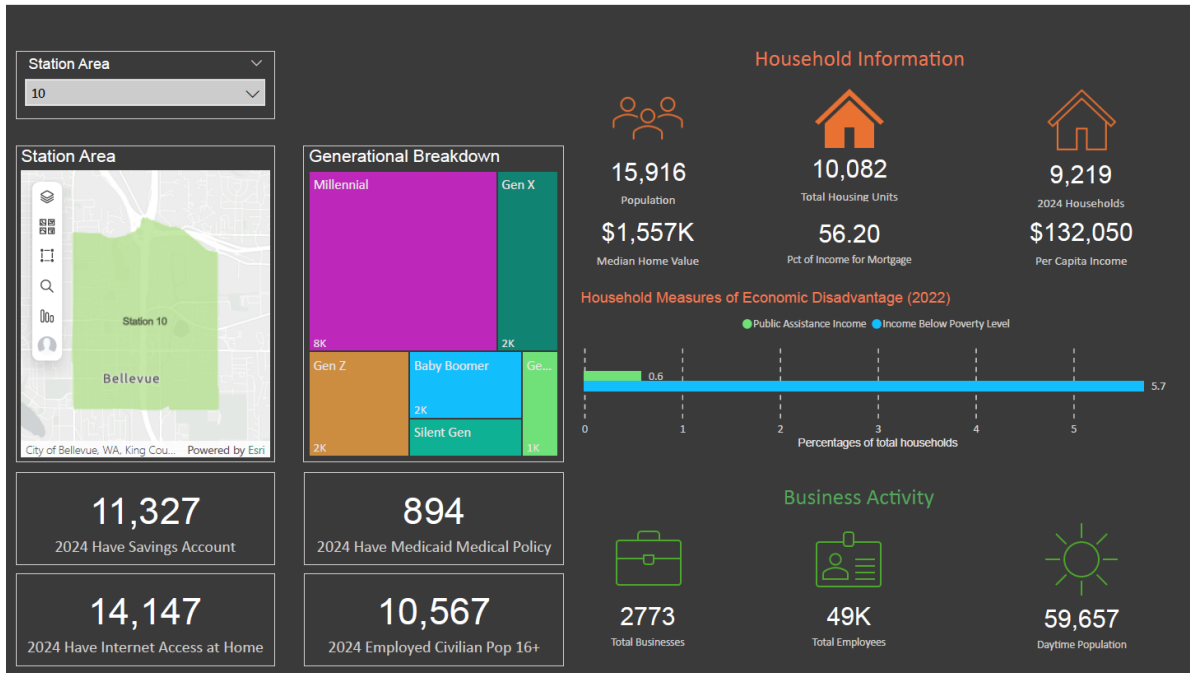 Station Area
10
Station Area
Station 10
Bellevue
City of Bellevue, WA, King Cou... Powered by Esri
Generational Breakdown
Millennial
8K
Gen X
2K
Gen Z
2K
Baby Boomer
2K
Silent Gen
Ge...
1K
11,327
2024 Have Savings Account
894
2024 Have Medicaid Medical Policy
14,147
2024 Have Internet Access at Home
10,567
2024 Employed Civilian Pop 16+
Household Information
15,916
Population
10,082
Total Housing Units
9,219
2024 Households
$1,557K
Median Home Value
56.20
Pct of Income for Mortgage
$132,050
Per Capita Income
Household Measures of Economic Disadvantage (2022)
Public Assistance Income Income Below Poverty Level
0.6
5.7
0 1 2 3 4 5
Percentages of total households
Business Activity
2773
Total Businesses
49K
Total Employees
59,657
Daytime Population